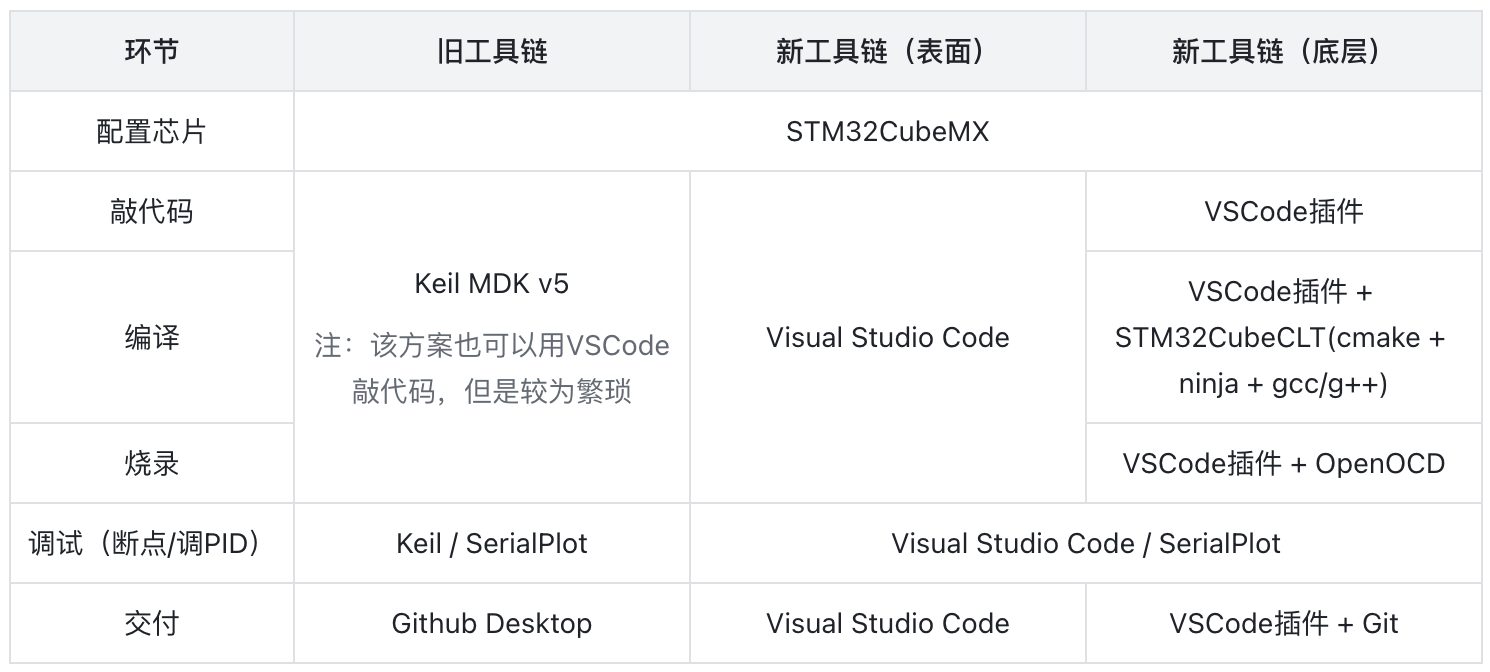 环节 旧工具链 新工具链（表面） 新工具链（底层）
配置芯片 STM32CubeMX
敲代码 VSCode插件
Keil MDK v5
注：该方案也可以用VSCode
敲代码，但是较为繁琐
Visual Studio Code
编译
VSCode插件 +
STM32CubeCLT(cmake +
ninja + gcc/g++)
烧录 VSCode插件 + OpenOCD
调试（断点/调PID） Keil / SerialPlot Visual Studio Code / SerialPlot
交付 Github Desktop Visual Studio Code VSCode插件 + Git